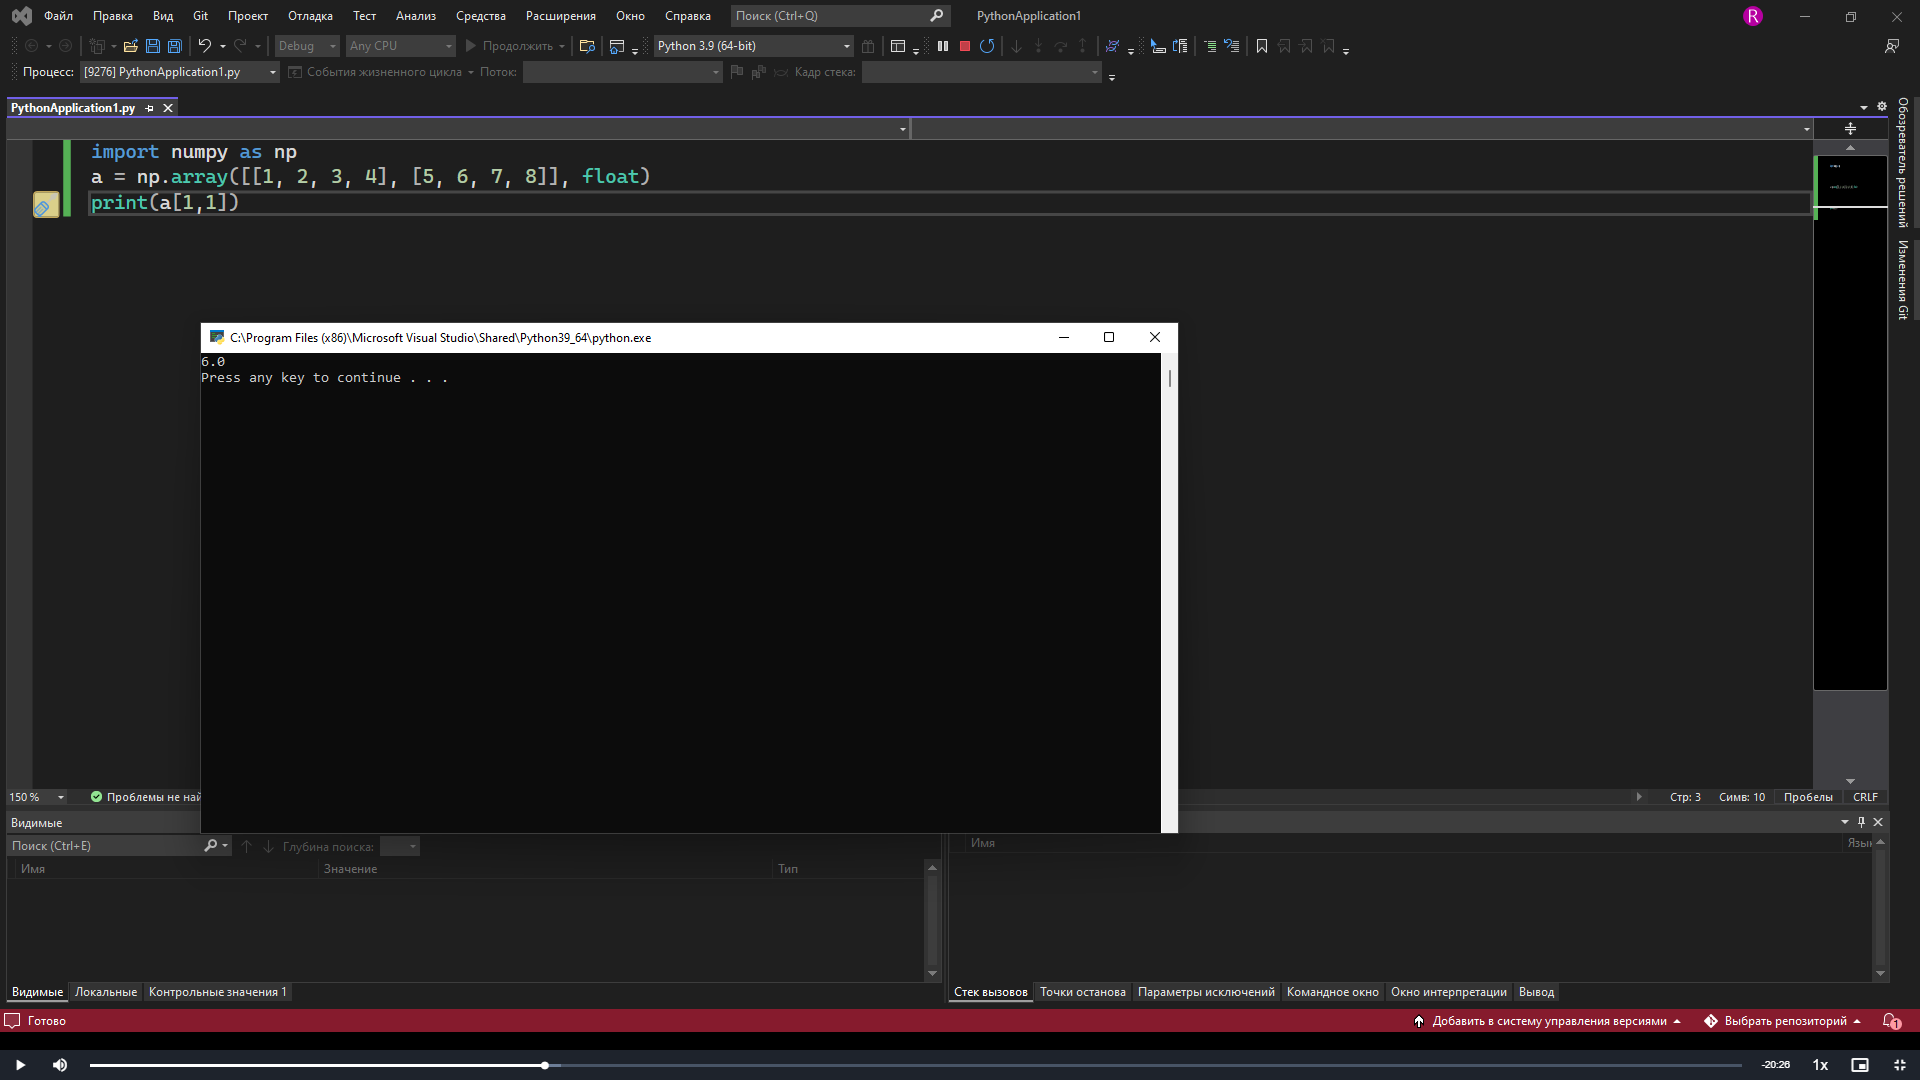 Файл Правка Вид Git Проект Отладка Тест Анализ Средства Расширения Окно Справка Поиск (Ctrl+Q) PythonApplication1 R
Debug Any CPU Продолжить Python 3.9 (64-bit)
Процесс: [9276] PythonApplication1.py События жизненного цикла Поток: Кадр стека:
PythonApplication1.py
import numpy as np
a = np.array([[1, 2, 3, 4], [5, 6, 7, 8]], float)
print(a[1,1])
Обозреватель решений
Изменения Git
C:\Program Files (x86)\Microsoft Visual Studio\Shared\Python39_64\python.exe
6.0
Press any key to continue . . .
150 % Проблемы не най Стр: 3 Симв: 10 Пробелы CRLF
Видимые
Поиск (Ctrl+E) Глубина поиска:
Имя Значение Тип
Имя Язык
Видимые Локальные Контрольные значения 1
Стек вызовов Точки останова Параметры исключений Командное окно Окно интерпретации Вывод
Готово Добавить в систему управления версиями Выбрать репозиторий 1
-20:26 1x